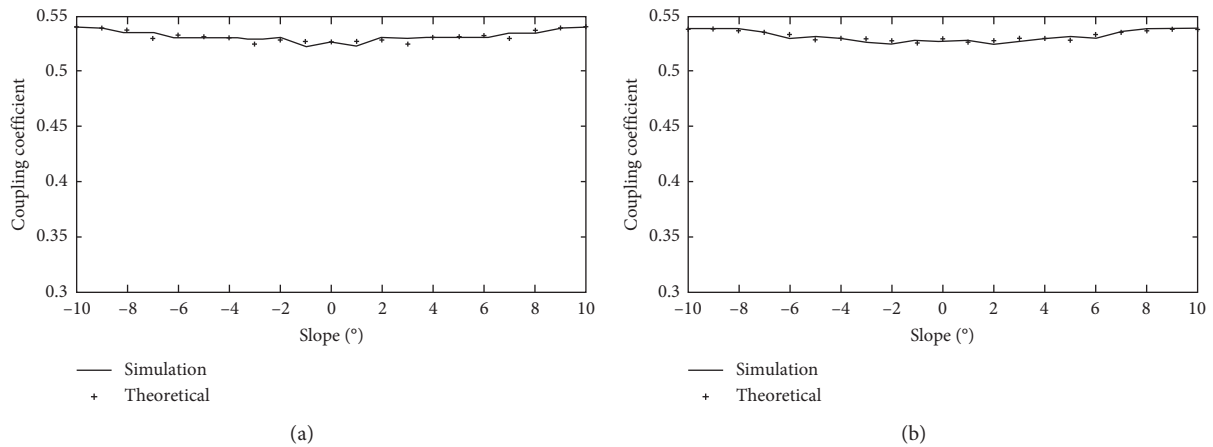 0.55
0.5
0.45
0.4
0.35
0.3
Coupling coefficient
–10 –8 –6 –4 –2 0 2 4 6 8 10
Slope (°)
Simulation
Theoretical
(a)
0.55
0.5
0.45
0.4
0.35
0.3
Coupling coefficient
–10 –8 –6 –4 –2 0 2 4 6 8 10
Slope (°)
Simulation
Theoretical
(b)